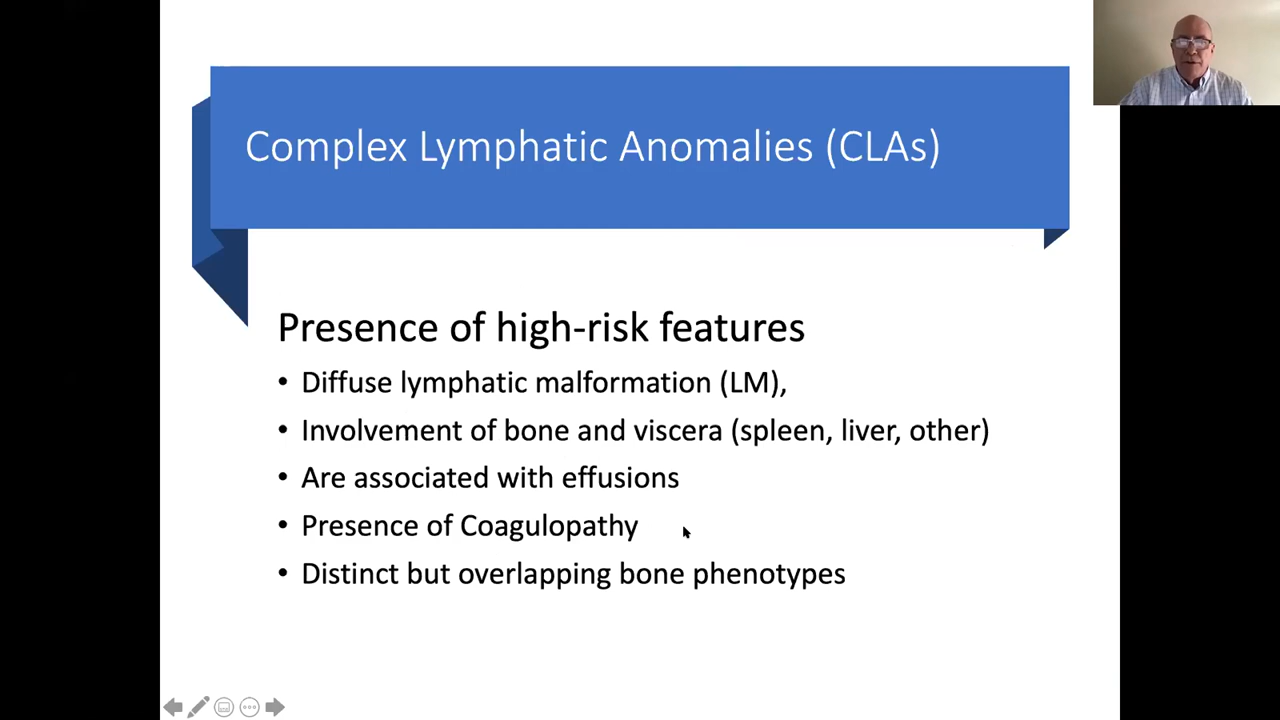 Complex Lymphatic Anomalies (CLAs)
Presence of high-risk features
• Diffuse lymphatic malformation (LM),
• Involvement of bone and viscera (spleen, liver, other)
• Are associated with effusions
• Presence of Coagulopathy
• Distinct but overlapping bone phenotypes